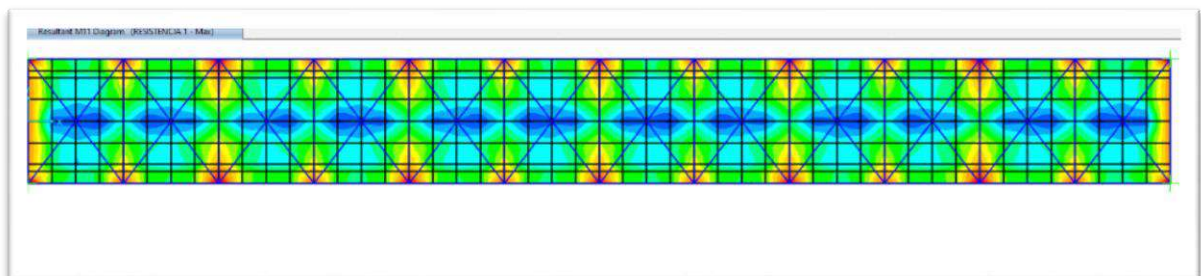 Resultant M11 Diagram (RESISTENCIA 1 - Max)